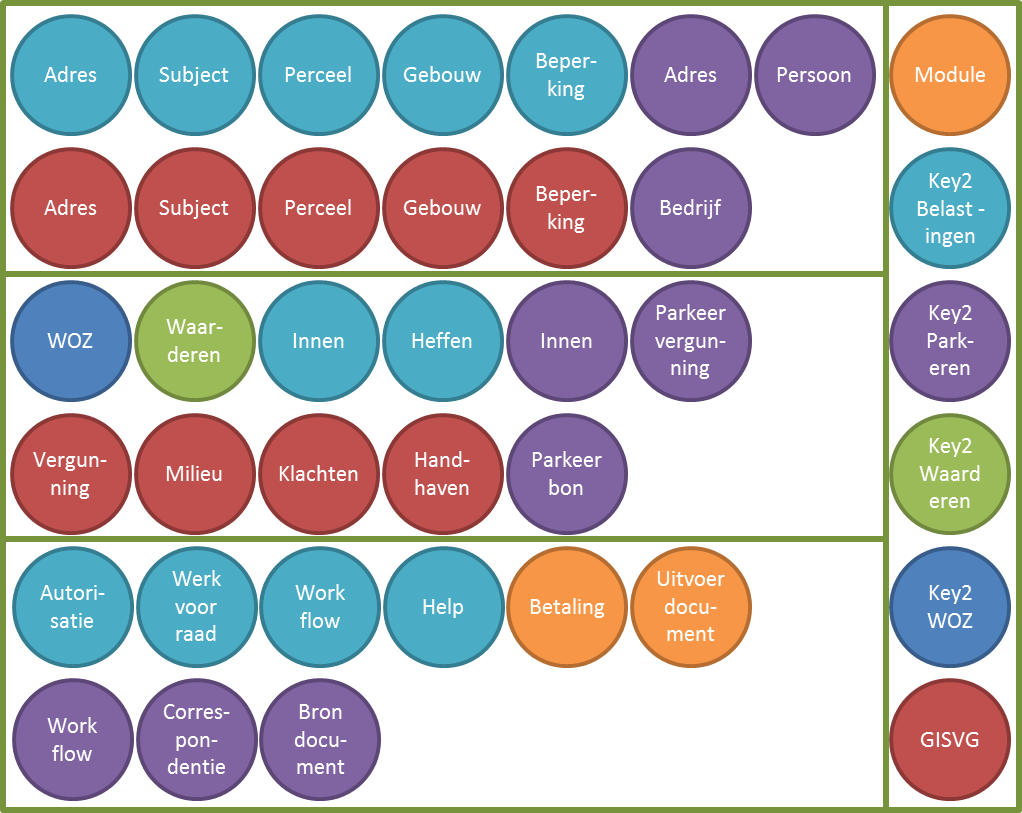 Adres
Subject
Perceel
Gebouw
Beper-
king
Adres
Persoon
Adres
Subject
Perceel
Gebouw
Beper-
king
Bedrijf
WOZ
Waar-
deren
Innen
Heffen
Innen
Parkeer
vergun-
ning
Vergun-
ning
Milieu
Klachten
Hand-
haven
Parkeer
bon
Autori-
satie
Werk
voor
raad
Work
flow
Help
Betaling
Uitvoer
docu-
ment
Work
flow
Corres-
pon-
dentie
Bron
docu-
ment
Module
Key2
Belast -
ingen
Key2
Park-
eren
Key2
Waard
eren
Key2
WOZ
GISVG